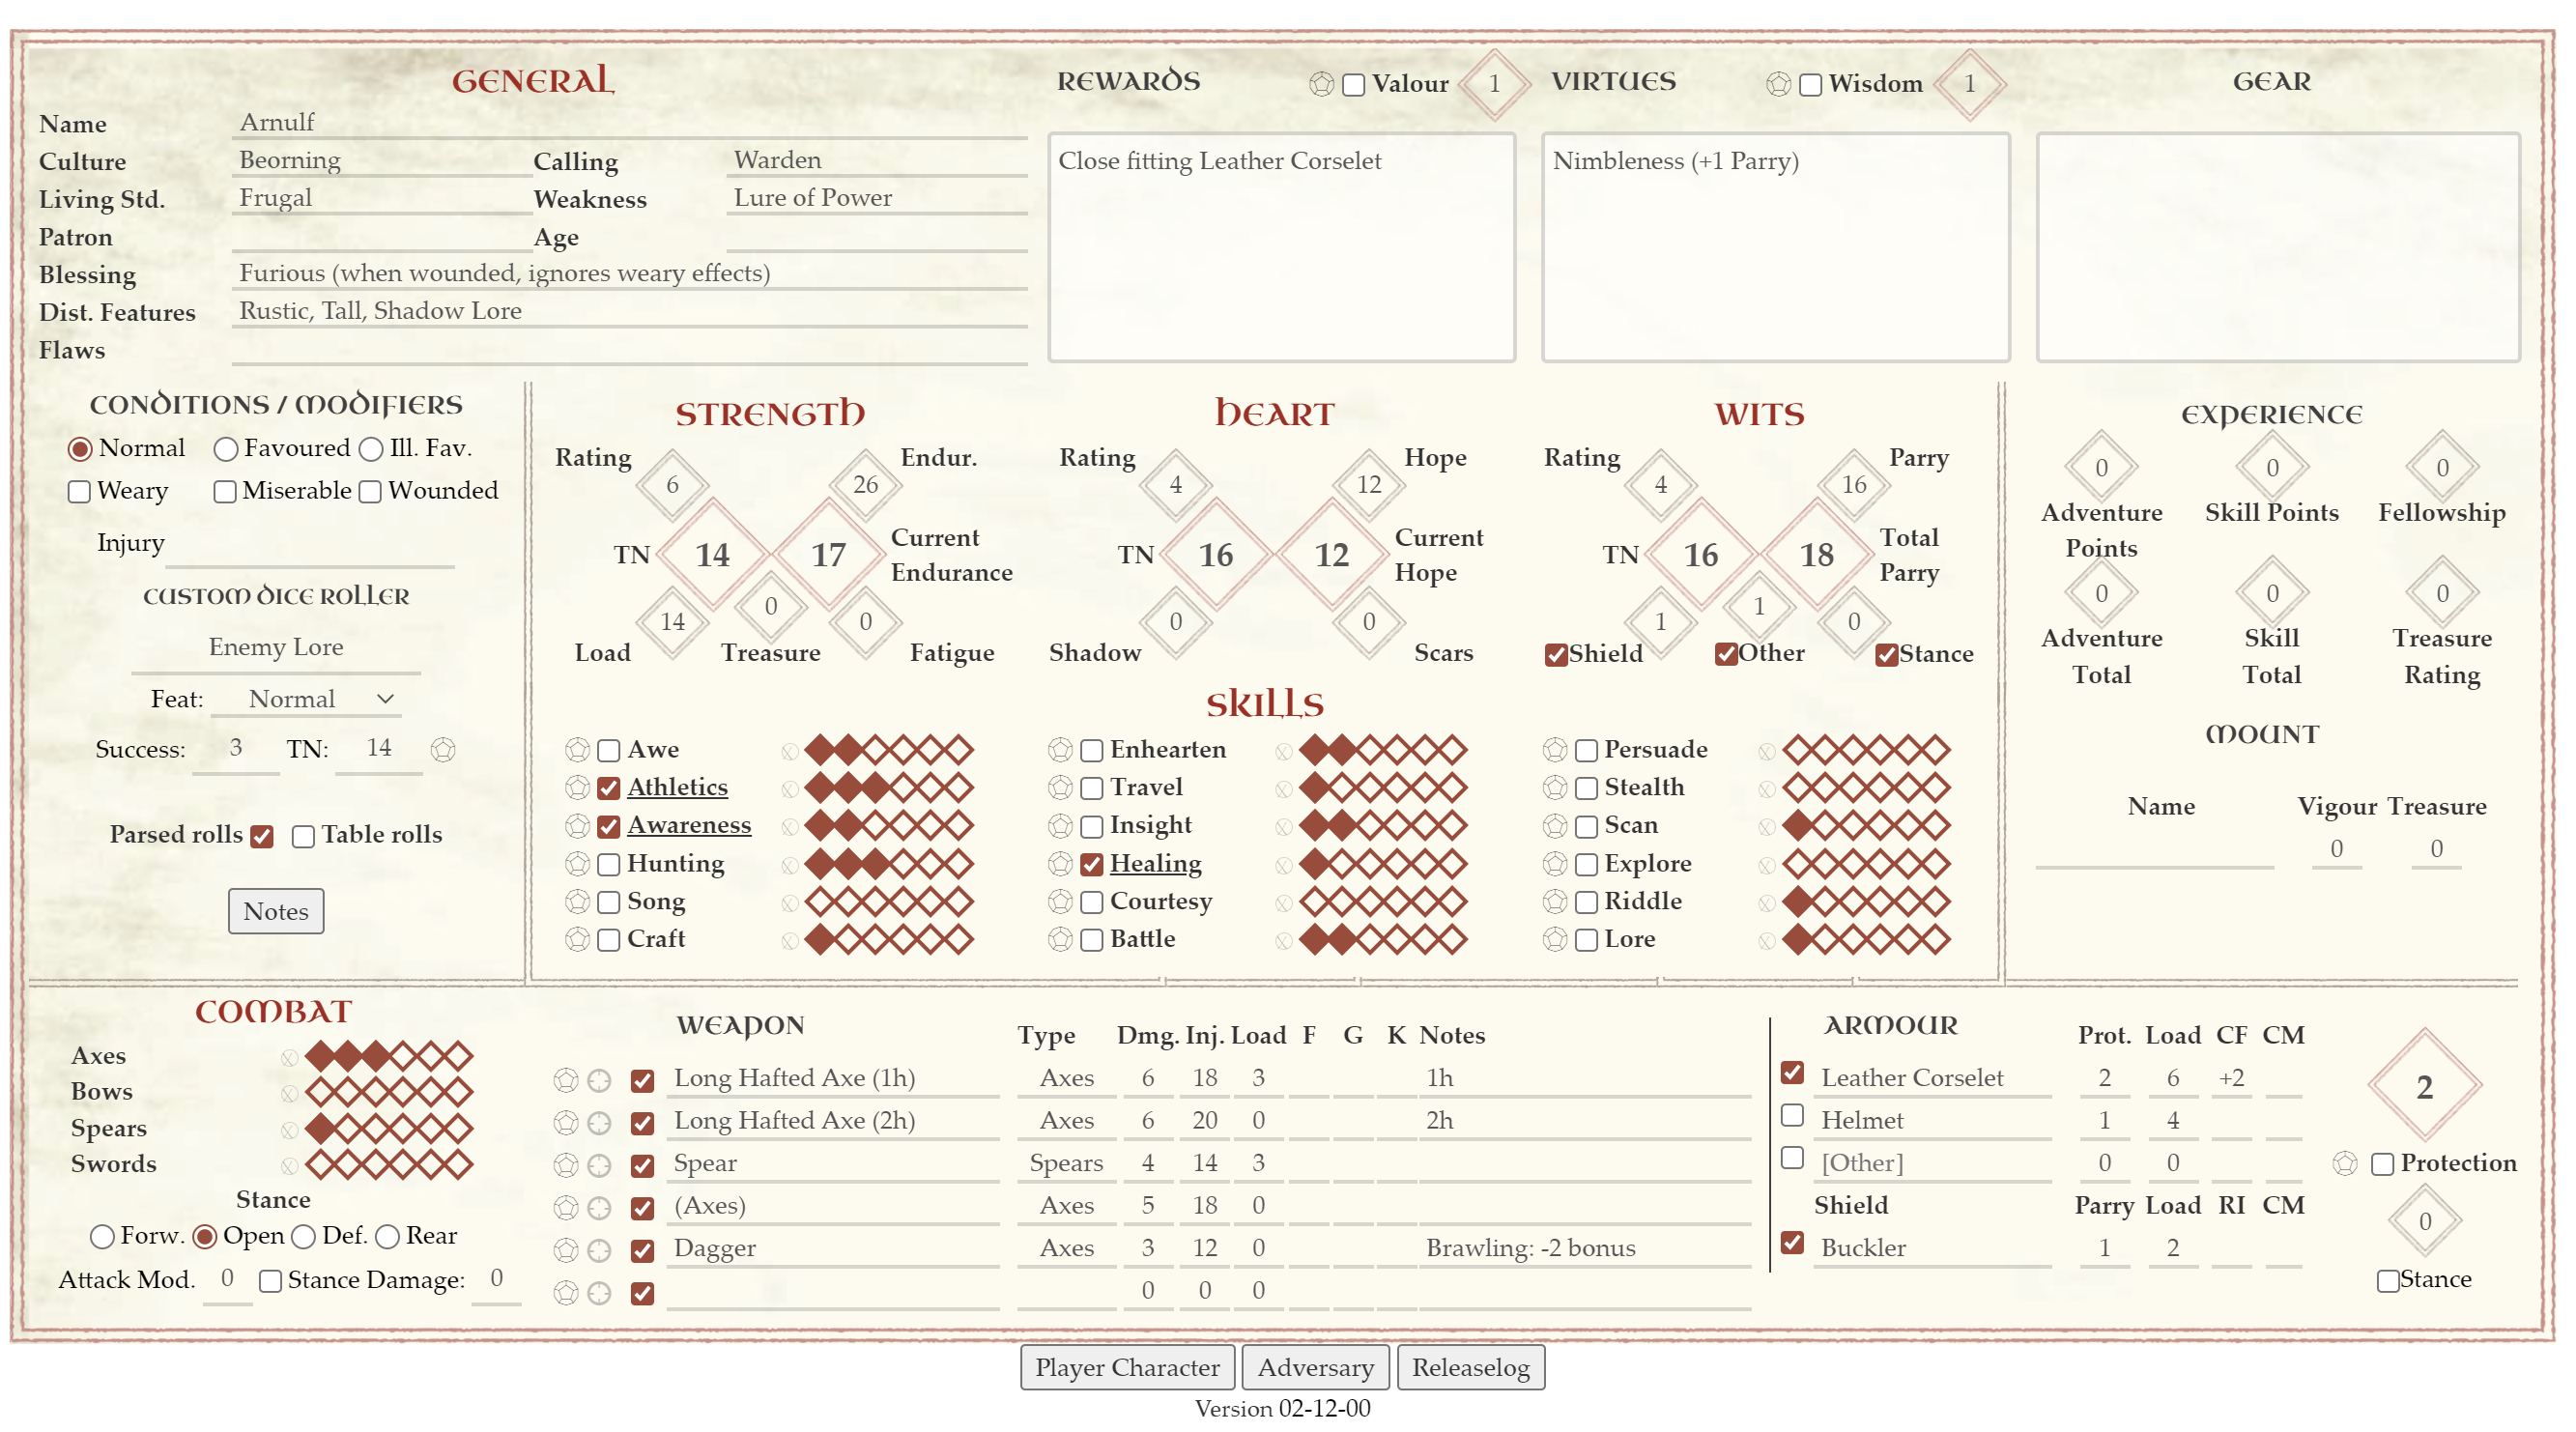 GENERAL
Name Arnulf
Culture Beorning Calling Warden
Living Std. Frugal Weakness Lure of Power
Patron Age
Blessing Furious (when wounded, ignores weary effects)
Dist. Features Rustic, Tall, Shadow Lore
Flaws
REWARDS Valour 1
Close fitting Leather Corselet
VIRTUES Wisdom 1
Nimbleness (+1 Parry)
GEAR
CONDITIONS / MODIFIERS
Normal Favoured Ill. Fav.
Weary Miserable Wounded
Injury
CUSTOM DICE ROLLER
Enemy Lore
Feat: Normal
Success: 3 TN: 14
Parsed rolls Table rolls
Notes
STRENGTH
Rating 6 26 Endur.
TN 14 17 Current Endurance
14 0 0
Load Treasure Fatigue
HEART
Rating 4 12 Hope
TN 16 12 Current Hope
0 0
Shadow Scars
WITS
Rating 4 16 Parry
TN 16 18 Total Parry
1 1 0
Shield Other Stance
SKILLS
Awe Enhearten Persuade
Athletics Travel Stealth
Awareness Insight Scan
Hunting Healing Explore
Song Courtesy Riddle
Craft Battle Lore
EXPERIENCE
0 0 0
Adventure Points Skill Points Fellowship
0 0 0
Adventure Total Skill Total Treasure Rating
MOUNT
Name Vigour Treasure
0 0
COMBAT
Axes
Bows
Spears
Swords
Stance
Forw. Open Def. Rear
Attack Mod. 0 Stance Damage: 0
WEAPON Type Dmg. Inj. Load F G K Notes
Long Hafted Axe (1h) Axes 6 18 3 1h
Long Hafted Axe (2h) Axes 6 20 0 2h
Spear Spears 4 14 3
(Axes) Axes 5 18 0
Dagger Axes 3 12 0 Brawling: -2 bonus
0 0 0
ARMOUR Prot. Load CF CM
Leather Corselet 2 6 +2
Helmet 1 4
[Other] 0 0
Shield Parry Load RI CM
Buckler 1 2
2
Protection
0
Stance
Player Character Adversary Releaselog
Version 02-12-00